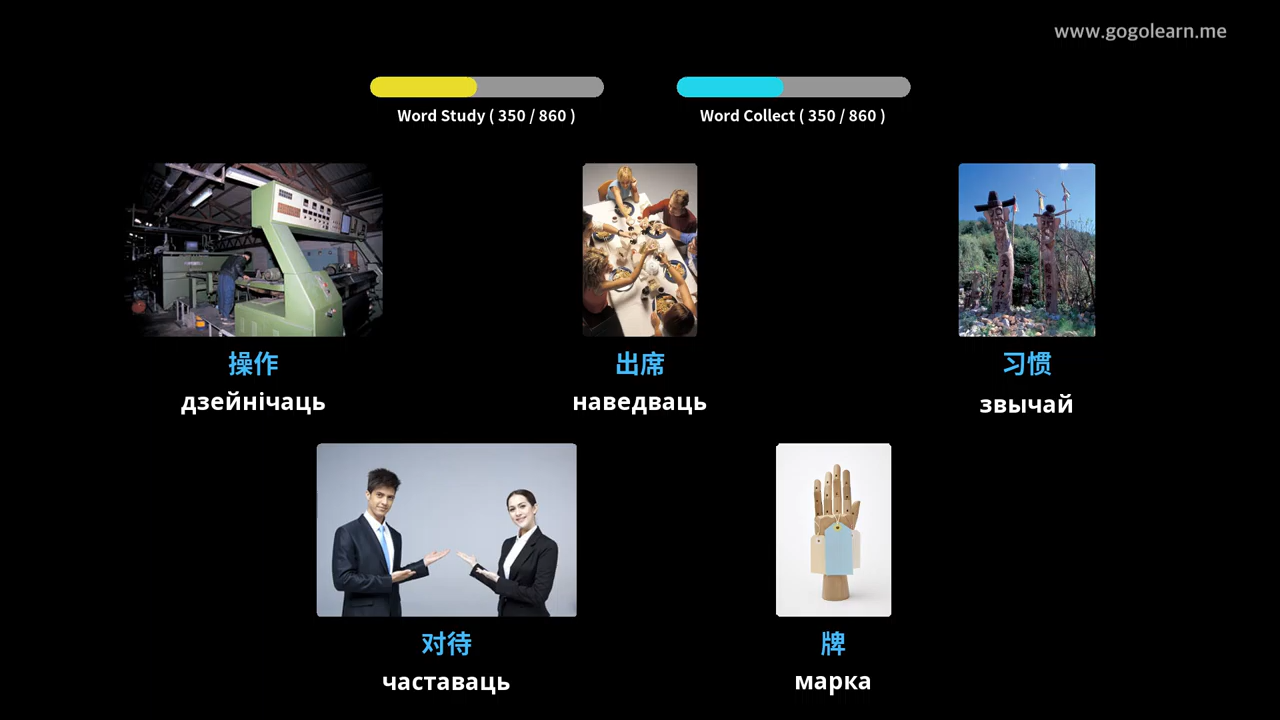 www.gogolearn.me
Word Study ( 350 / 860 )
Word Collect ( 350 / 860 )
操作
дзейнічаць
出席
наведваць
习惯
звычай
对待
частаваць
牌
марка